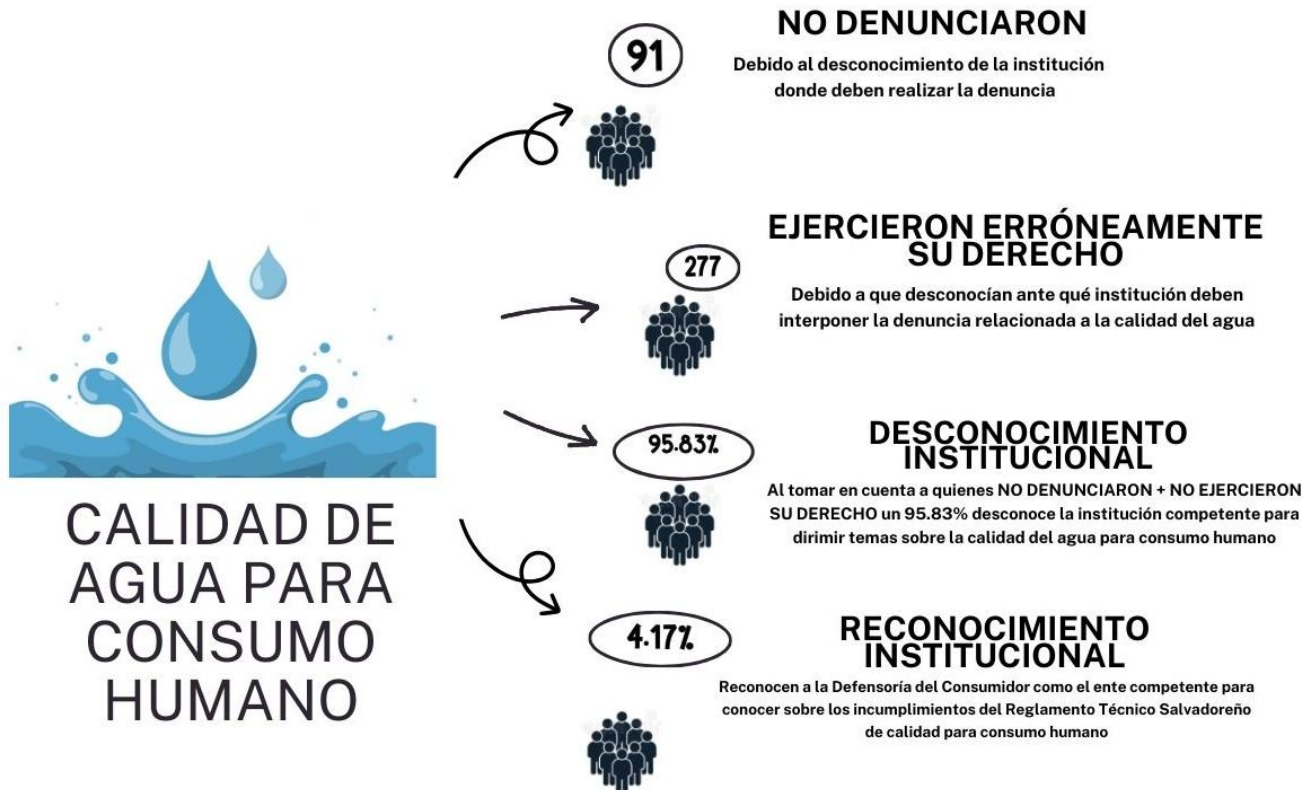 91
NO DENUNCIARON
Debido al desconocimiento de la institución
donde deben realizar la denuncia
277
EJERCIERON ERRÓNEAMENTE
SU DERECHO
Debido a que desconocían ante qué institución deben
interponer la denuncia relacionada a la calidad del agua
95.83%
DESCONOCIMIENTO
INSTITUCIONAL
Al tomar en cuenta a quienes NO DENUNCIARON + NO EJERCIERON
SU DERECHO un 95.83% desconoce la institución competente para
dirimir temas sobre la calidad del agua para consumo humano
4.17%
RECONOCIMIENTO
INSTITUCIONAL
Reconocen a la Defensoría del Consumidor como el ente competente para
conocer sobre los incumplimientos del Reglamento Técnico Salvadoreño
de calidad para consumo humano
CALIDAD DE
AGUA PARA
CONSUMO
HUMANO